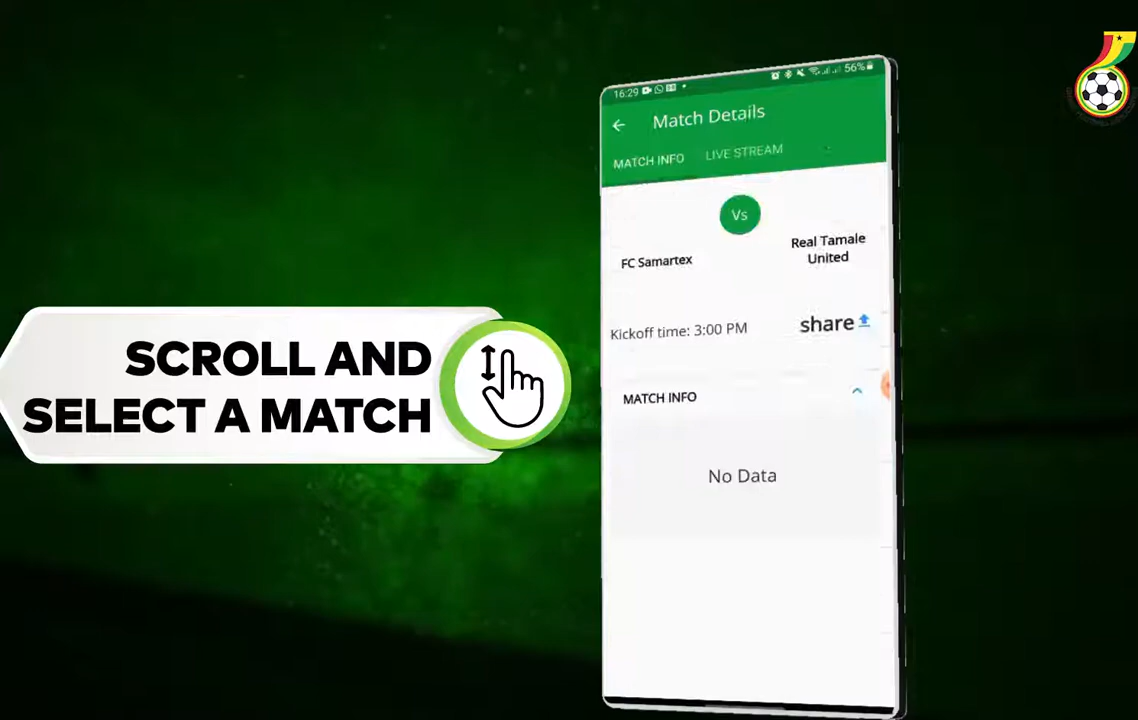 SCROLL AND
SELECT A MATCH
16:29
56%
Match Details
MATCH INFO
LIVE STREAM
Vs
FC Samartex
Real Tamale
United
Kickoff time: 3:00 PM
share
MATCH INFO
No Data